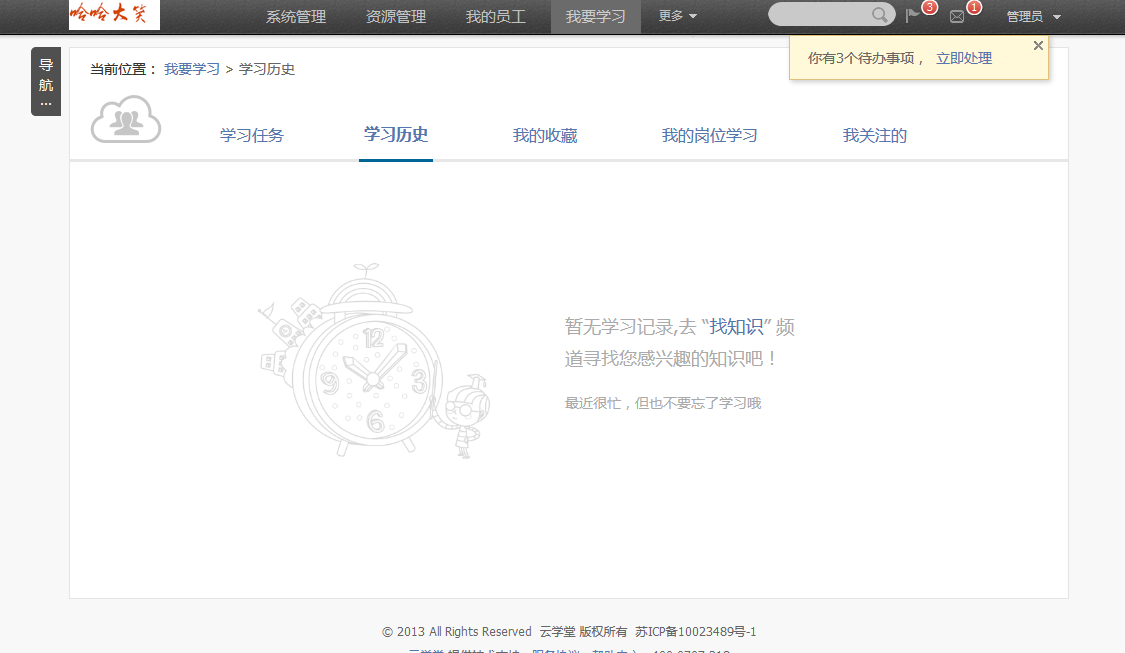 哈哈大笑
系统管理 资源管理 我的员工 我要学习 更多 3 1 管理员
你有3个待办事项， 立即处理
导航...
当前位置： 我要学习 > 学习历史
学习任务 学习历史 我的收藏 我的岗位学习 我关注的
12
9 3
6
暂无学习记录,去 “找知识” 频
道寻找您感兴趣的知识吧！
最近很忙，但也不要忘了学习哦
© 2013 All Rights Reserved 云学堂 版权所有 苏ICP备10023489号-1